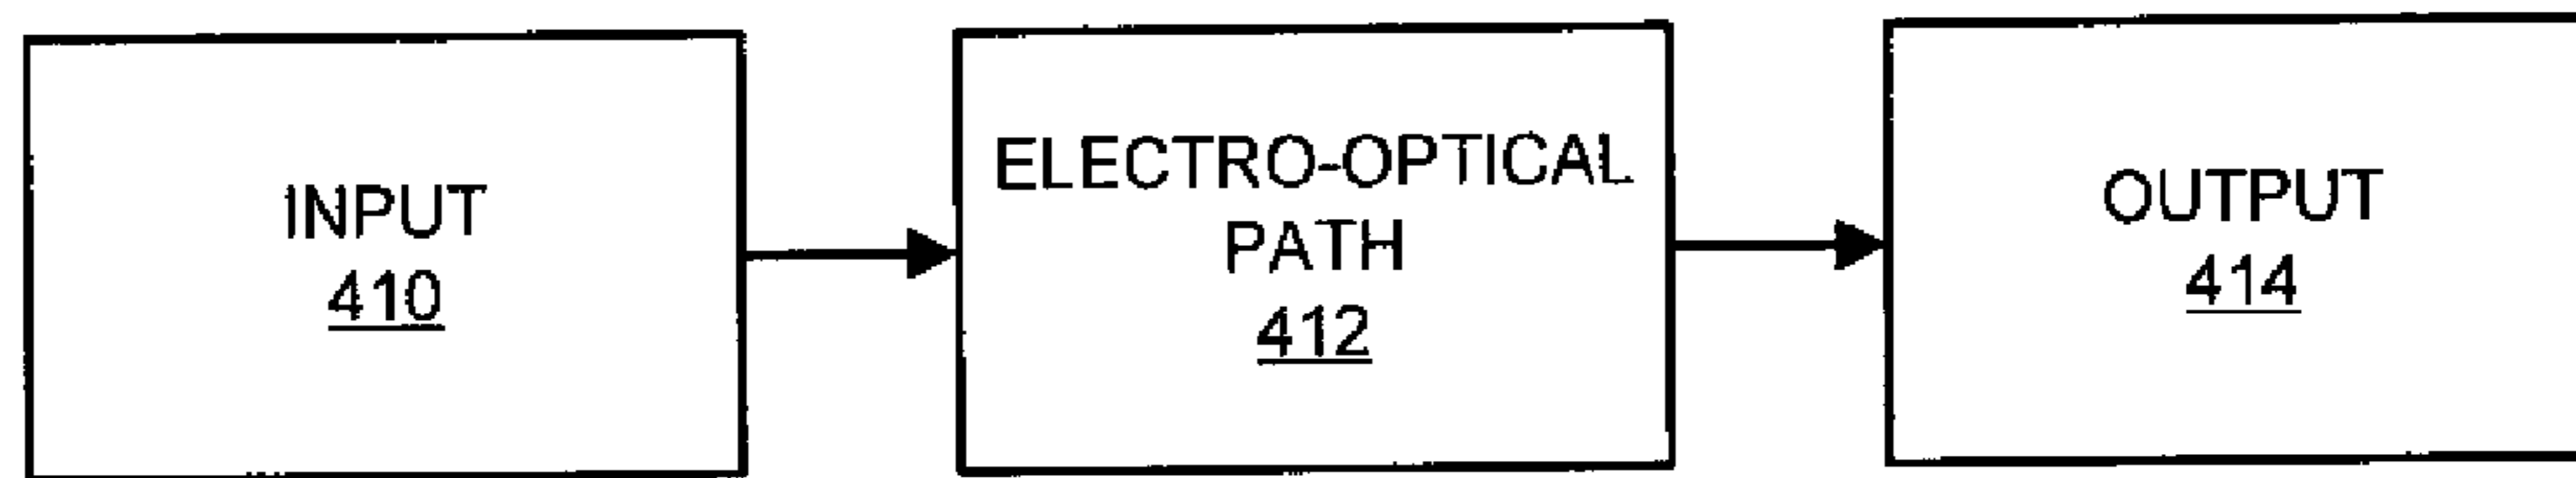 INPUT
410
ELECTRO-OPTICAL
PATH
412
OUTPUT
414